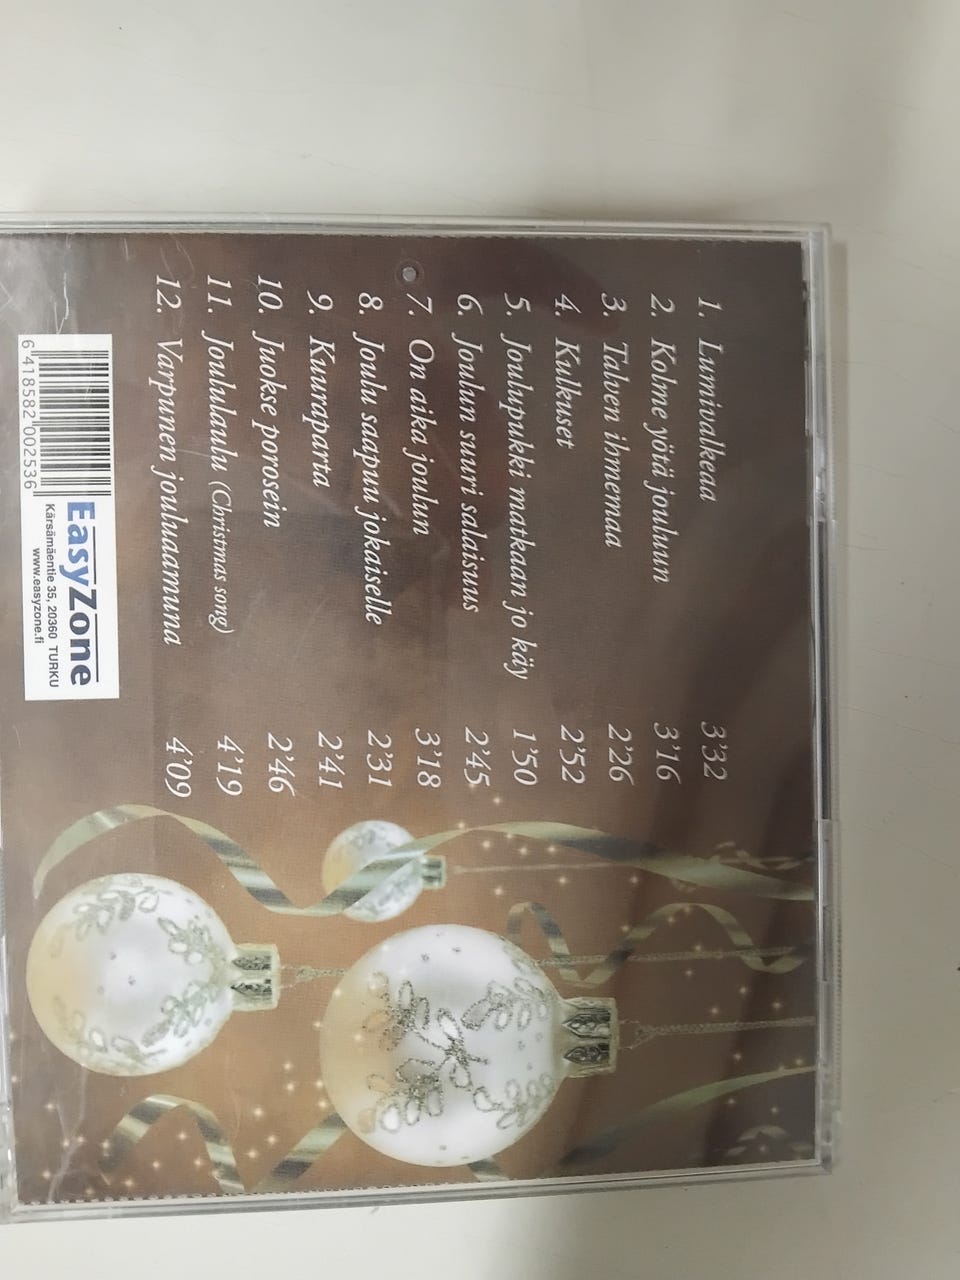 1. Lumivalkeaa 3'32
2. Kolme yötä jouluun 3'16
3. Talven ihmemaa 2'26
4. Kulkuset 2'52
5. Joulupukki matkaan jo käy 1'50
6. Joulun suuri salaisuus 2'45
7. On aika joulun 3'18
8. Joulu saapuu jokaiselle 2'31
9. Kuuraparta 2'41
10. Juokse porosein 2'46
11. Joululaulu (Christmas song) 4'19
12. Varpunen jouluaamuna 4'09
6 418582 002536
EasyZone
Kärsämäentie 35, 20360 TURKU
www.easyzone.fi